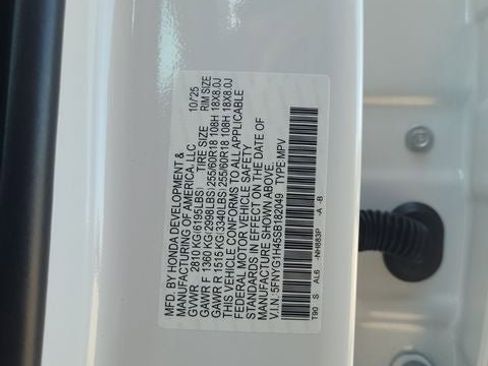 MFD. BY HONDA DEVELOPMENT &
MANUFACTURING OF AMERICA, LLC 10/25
GVWR 2810 KG(6195LBS) TIRE SIZE RIM SIZE
GAWR F 1360 KG(2998LBS)255/60R18 108H 18X8.0J
GAWR R 1515 KG(3340LBS)255/60R18 108H 18X8.0J
THIS VEHICLE CONFORMS TO ALL APPLICABLE
FEDERAL MOTOR VEHICLE SAFETY
STANDARDS IN EFFECT ON THE DATE OF
MANUFACTURE SHOWN ABOVE.
V.I.N. 5FNYG1H45SB182049 TYPE:MPV
T90 S AL6 -NH883P -A -B